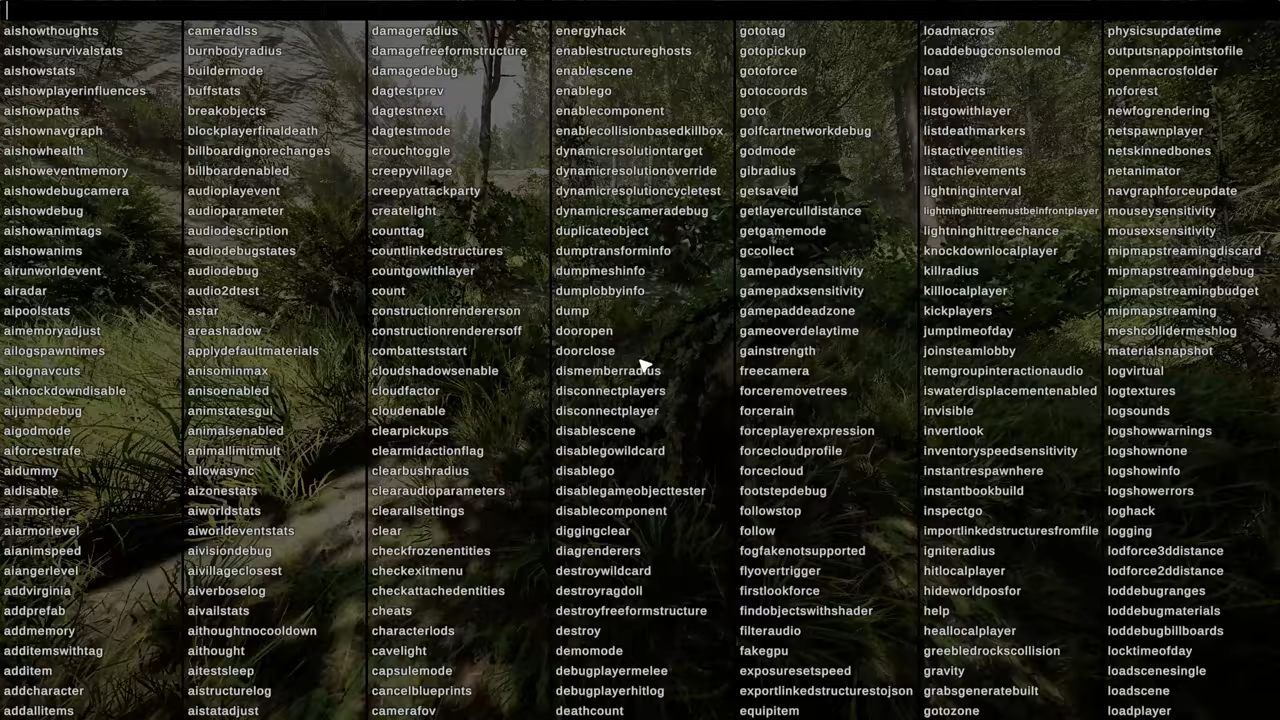 aishowthoughts
aishowsurvivalstats
aishowstats
aishowplayerinfluences
aishowpaths
aishownavgraph
aishowhealth
aishoweventmemory
aishowdebugcamera
aishowdebug
aishowanimtags
aishowanims
airunworldevent
airadar
aipoolstats
aimemoryadjust
ailogspawntimes
ailognavcuts
aiknockdowndisable
aijumpdebug
aigodmode
aiforcestrafe
aidummy
aidisable
aiarmortier
aiarmorlevel
aianimspeed
aiangerlevel
addvirginia
addprefab
addmemory
additemswithtag
additem
addcharacter
addallitems
cameradlss
burnbodyradius
buildermode
buffstats
breakobjects
blockplayerfinaldeath
billboardignorechanges
billboardenabled
audioplayevent
audioparameter
audiodescription
audiodebugstates
audiodebug
audio2dtest
astar
areashadow
applydefaultmaterials
anisominmax
anisoenabled
animstatesgui
animalsenabled
animallimitmult
allowasync
aizonestats
aiworldstats
aiworldeventstats
aivisiondebug
aivillageclosest
aiverboselog
aivailstats
aithoughtnocooldown
aithought
aitestsleep
aistructurelog
aistatadjust
damageradius
damagefreeformstructure
damagedebug
dagtestprev
dagtestnext
dagtestmode
crouchtoggle
creepyvillage
creepyattackparty
createlight
counttag
countlinkedstructures
countgowithlayer
count
constructionrendererson
constructionrenderersoff
combatteststart
cloudshadowsenable
cloudfactor
cloudenable
clearpickups
clearmidactionflag
clearbushradius
clearaudioparameters
clearallsettings
clear
checkfrozenentities
checkexitmenu
checkattachedentities
cheats
characterlods
cavelight
capsulemode
cancelblueprints
camerafov
energyhack
enablestructureghosts
enablescene
enablego
enablecomponent
enablecollisionbasedkillbox
dynamicresolutiontarget
dynamicresolutionoverride
dynamicresolutioncycletest
dynamicrescameradebug
duplicateobject
dumptransforminfo
dumpmeshinfo
dumplobbyinfo
dump
dooropen
doorclose
dismemberradius
disconnectplayers
disconnectplayer
disablescene
disablegowildcard
disablego
disablegameobjecttester
disablecomponent
diggingclear
diagrenderers
destroywildcard
destroyragdoll
destroyfreeformstructure
destroy
demomode
debugplayermelee
debugplayerhitlog
deathcount
gototag
gotopickup
gotoforce
gotocoords
goto
golfcartnetworkdebug
godmode
gibradius
getsaveid
getlayerculldistance
getgamemode
gccollect
gamepadysensitivity
gamepadxsensitivity
gamepaddeadzone
gameoverdelaytime
gainstrength
freecamera
forceremovetrees
forcerain
forceplayerexpression
forcecloudprofile
forcecloud
footstepdebug
followstop
follow
fogfakenotsupported
flyovertrigger
firstlookforce
findobjectswithshader
filteraudio
fakegpu
exposuresetspeed
exportlinkedstructurestojson
equipitem
loadmacros
loaddebugconsolemod
load
listobjects
listgowithlayer
listdeathmarkers
listactiveentities
listachievements
lightninginterval
lightninghittreemustbeinfrontplayer
lightninghittreechance
knockdownlocalplayer
killradius
killlocalplayer
kickplayers
jumptimeofday
joinsteamlobby
itemgroupinteractionaudio
iswaterdisplacementenabled
invisible
invertlook
inventoryspeedsensitivity
instantrespawnhere
instantbookbuild
inspectgo
importlinkedstructuresfromfile
igniteradius
hitlocalplayer
hideworldposfor
help
heallocalplayer
greebledrockscollision
gravity
grabsgeneratebuilt
gotozone
physicsupdatetime
outputsnappointstofile
openmacrosfolder
noforest
newfogrendering
netspawnplayer
netskinnedbones
netanimator
navgraphforceupdate
mouseysensitivity
mousexsensitivity
mipmapstreamingdiscard
mipmapstreamingdebug
mipmapstreamingbudget
mipmapstreaming
meshcollidermeshlog
materialsnapshot
logvirtual
logtextures
logsounds
logshowwarnings
logshownone
logshowinfo
logshowerrors
loghack
logging
lodforce3ddistance
lodforce2ddistance
loddebugranges
loddebugmaterials
loddebugbillboards
locktimeofday
loadscenesingle
loadscene
loadplayer